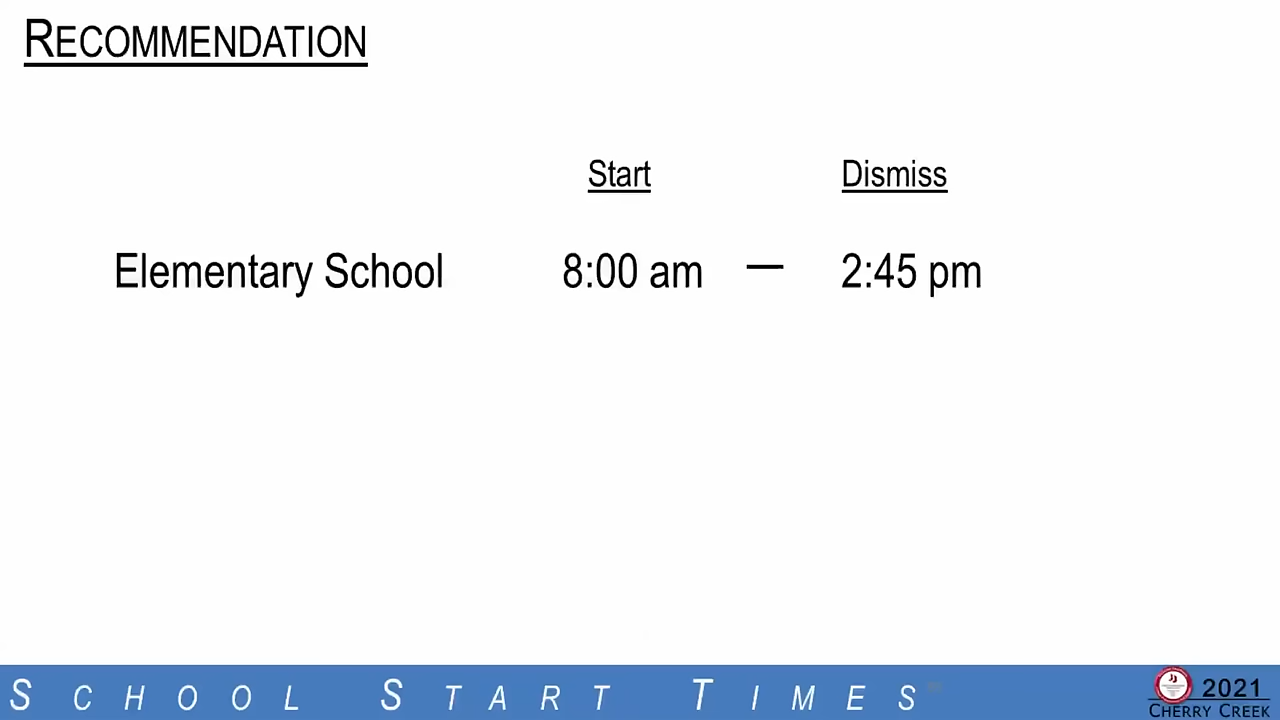 RECOMMENDATION
Start Dismiss
Elementary School 8:00 am — 2:45 pm
SCHOOL START TIMES
2021
CHERRY CREEK